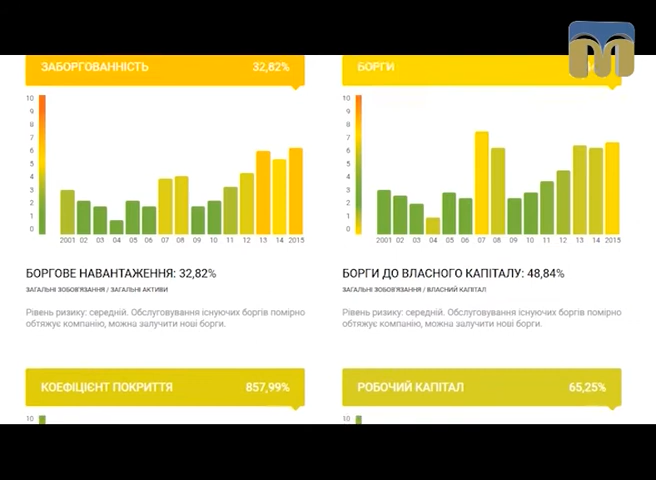 ЗАБОРГОВАННІСТЬ 32,82%
БОРГИ
10
9
8
7
6
5
4
3
2
1
0
2001 02 03 04 05 06 07 08 09 10 11 12 13 14 2015
10
9
8
7
6
5
4
3
2
1
0
2001 02 03 04 05 06 07 08 09 10 11 12 13 14 2015
БОРГОВЕ НАВАНТАЖЕННЯ: 32,82%
ЗАГАЛЬНІ ЗОБОВ'ЯЗАННЯ / ЗАГАЛЬНІ АКТИВИ
Рівень ризику: середній. Обслуговування існуючих боргів помірно
обтяжує компанію, можна залучити нові борги.
БОРГИ ДО ВЛАСНОГО КАПІТАЛУ: 48,84%
ЗАГАЛЬНІ ЗОБОВ'ЯЗАННЯ / ВЛАСНИЙ КАПІТАЛ
Рівень ризику: середній. Обслуговування існуючих боргів помірно
обтяжує компанію, можна залучити нові борги.
КОЕФІЦІЄНТ ПОКРИТТЯ 857,99%
10
РОБОЧИЙ КАПІТАЛ 65,25%
10